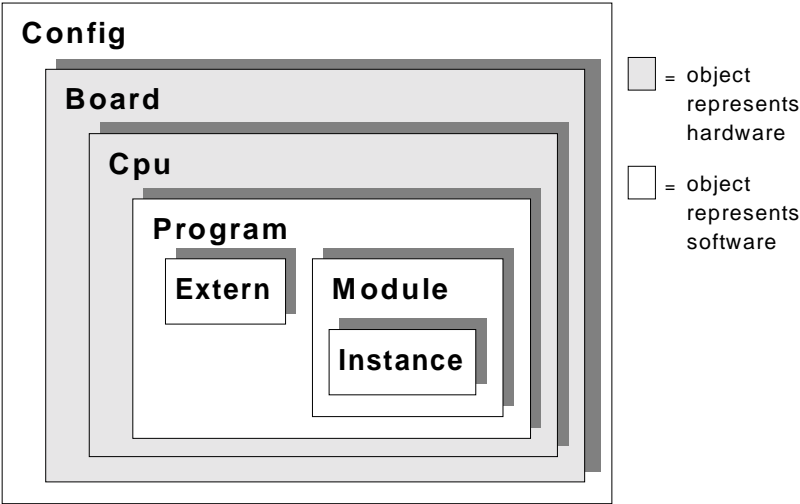 Config
Board
Cpu
Program
Extern
Module
Instance
= object
represents
hardware
= object
represents
software